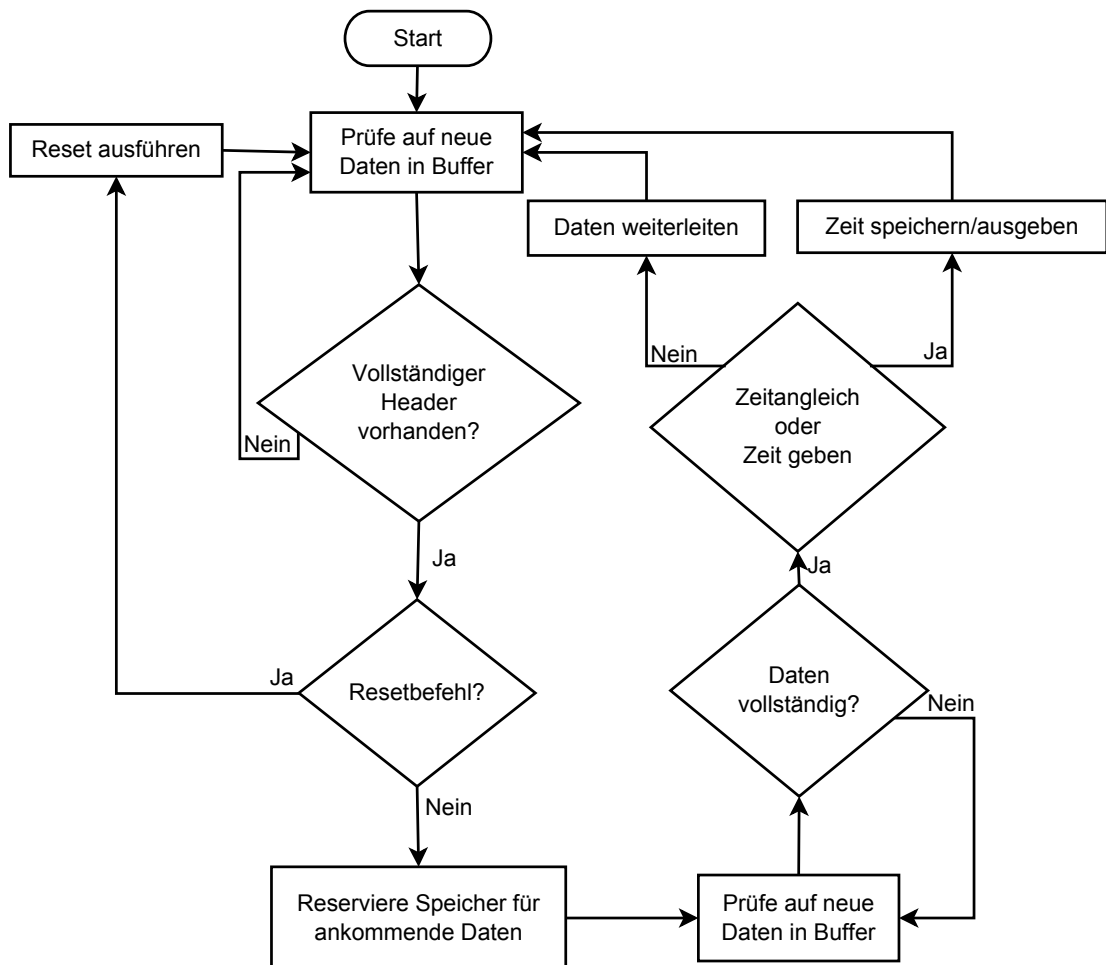 Start
Prüfe auf neue
Daten in Buffer
Reset ausführen
Daten weiterleiten
Zeit speichern/ausgeben
Vollständiger
Header
vorhanden?
Nein
Ja
Nein
Ja
Zeitangleich
oder
Zeit geben
Ja
Resetbefehl?
Ja
Nein
Daten
vollständig?
Ja
Nein
Reserviere Speicher für
ankommende Daten
Prüfe auf neue
Daten in Buffer